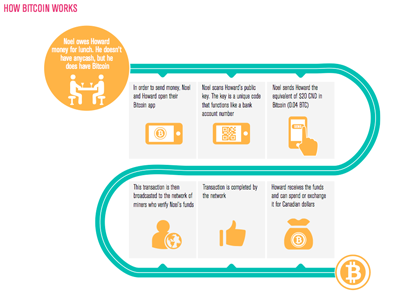 HOW BITCOIN WORKS
Noel owes Howard
money for lunch. He doesn't
have anycash, but he
does have Bitcoin
In order to send money, Noel
and Howard open their
Bitcoin app
Noel scans Howard's public
key. The key is a unique code
that functions like a bank
account number
Noel sends Howard the
equivalent of $20 CND in
Bitcoin (0.04 BTC)
This transaction is then
broadcasted to the network of
miners who verify Noel's funds
Transaction is completed by
the network
Howard receives the funds
and can spend or exchange
it for Canadian dollars